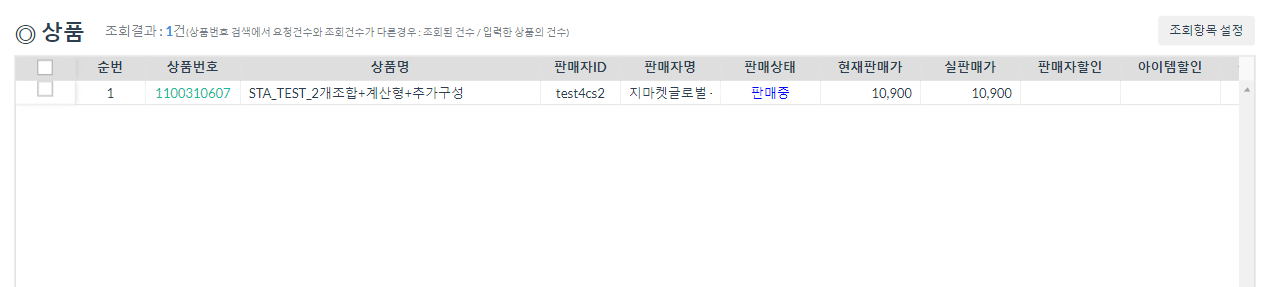 ◎ 상품 조회결과 : 1건(상품번호 검색에서 요청건수와 조회건수가 다른경우 : 조회된 건수 / 입력한 상품의 건수) 조회항목 설정
순번 상품번호 상품명 판매자ID 판매자명 판매상태 현재판매가 실판매가 판매자할인 아이템할인
1 1100310607 STA_TEST_2개조합+계산형+추가구성 test4cs2 지마켓글로벌 판매중 10,900 10,900